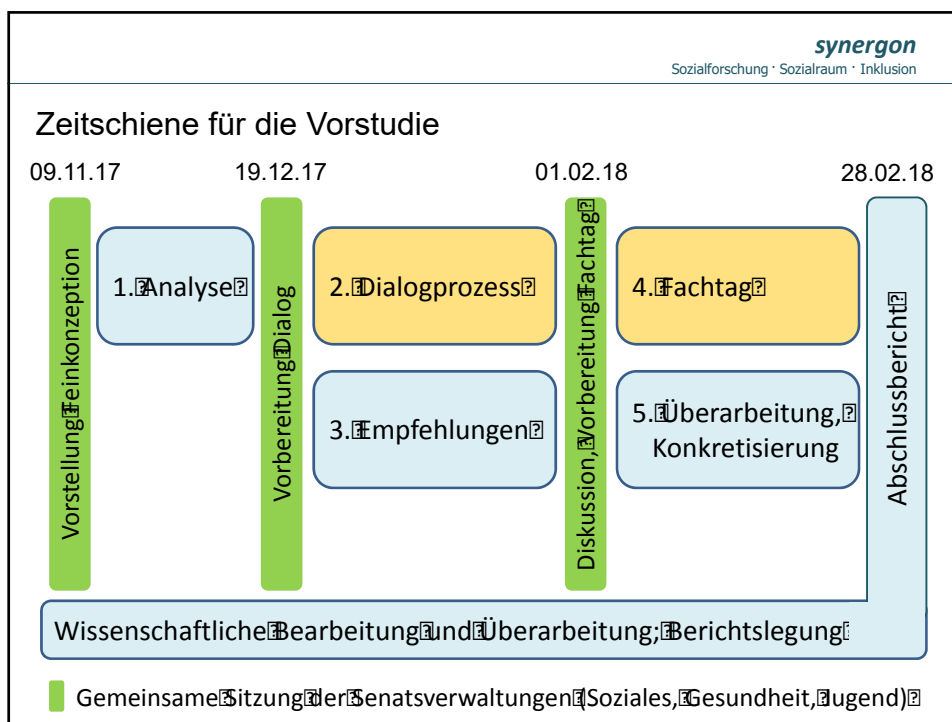 synergon
Sozialforschung · Sozialraum · Inklusion
Zeitschiene für die Vorstudie
09.11.17
19.12.17
01.02.18
28.02.18
Vorstellung Feinkonzeption
1. Analyse
Vorbereitung Dialog
2. Dialogprozess
3. Empfehlungen
Diskussion, Vorbereitung Fachtag
4. Fachtag
5. Überarbeitung,
Konkretisierung
Abschlussbericht
Wissenschaftliche Bearbeitung und Überarbeitung; Berichtslegung
Gemeinsame Sitzung der Senatsverwaltungen (Soziales, Gesundheit, Jugend)